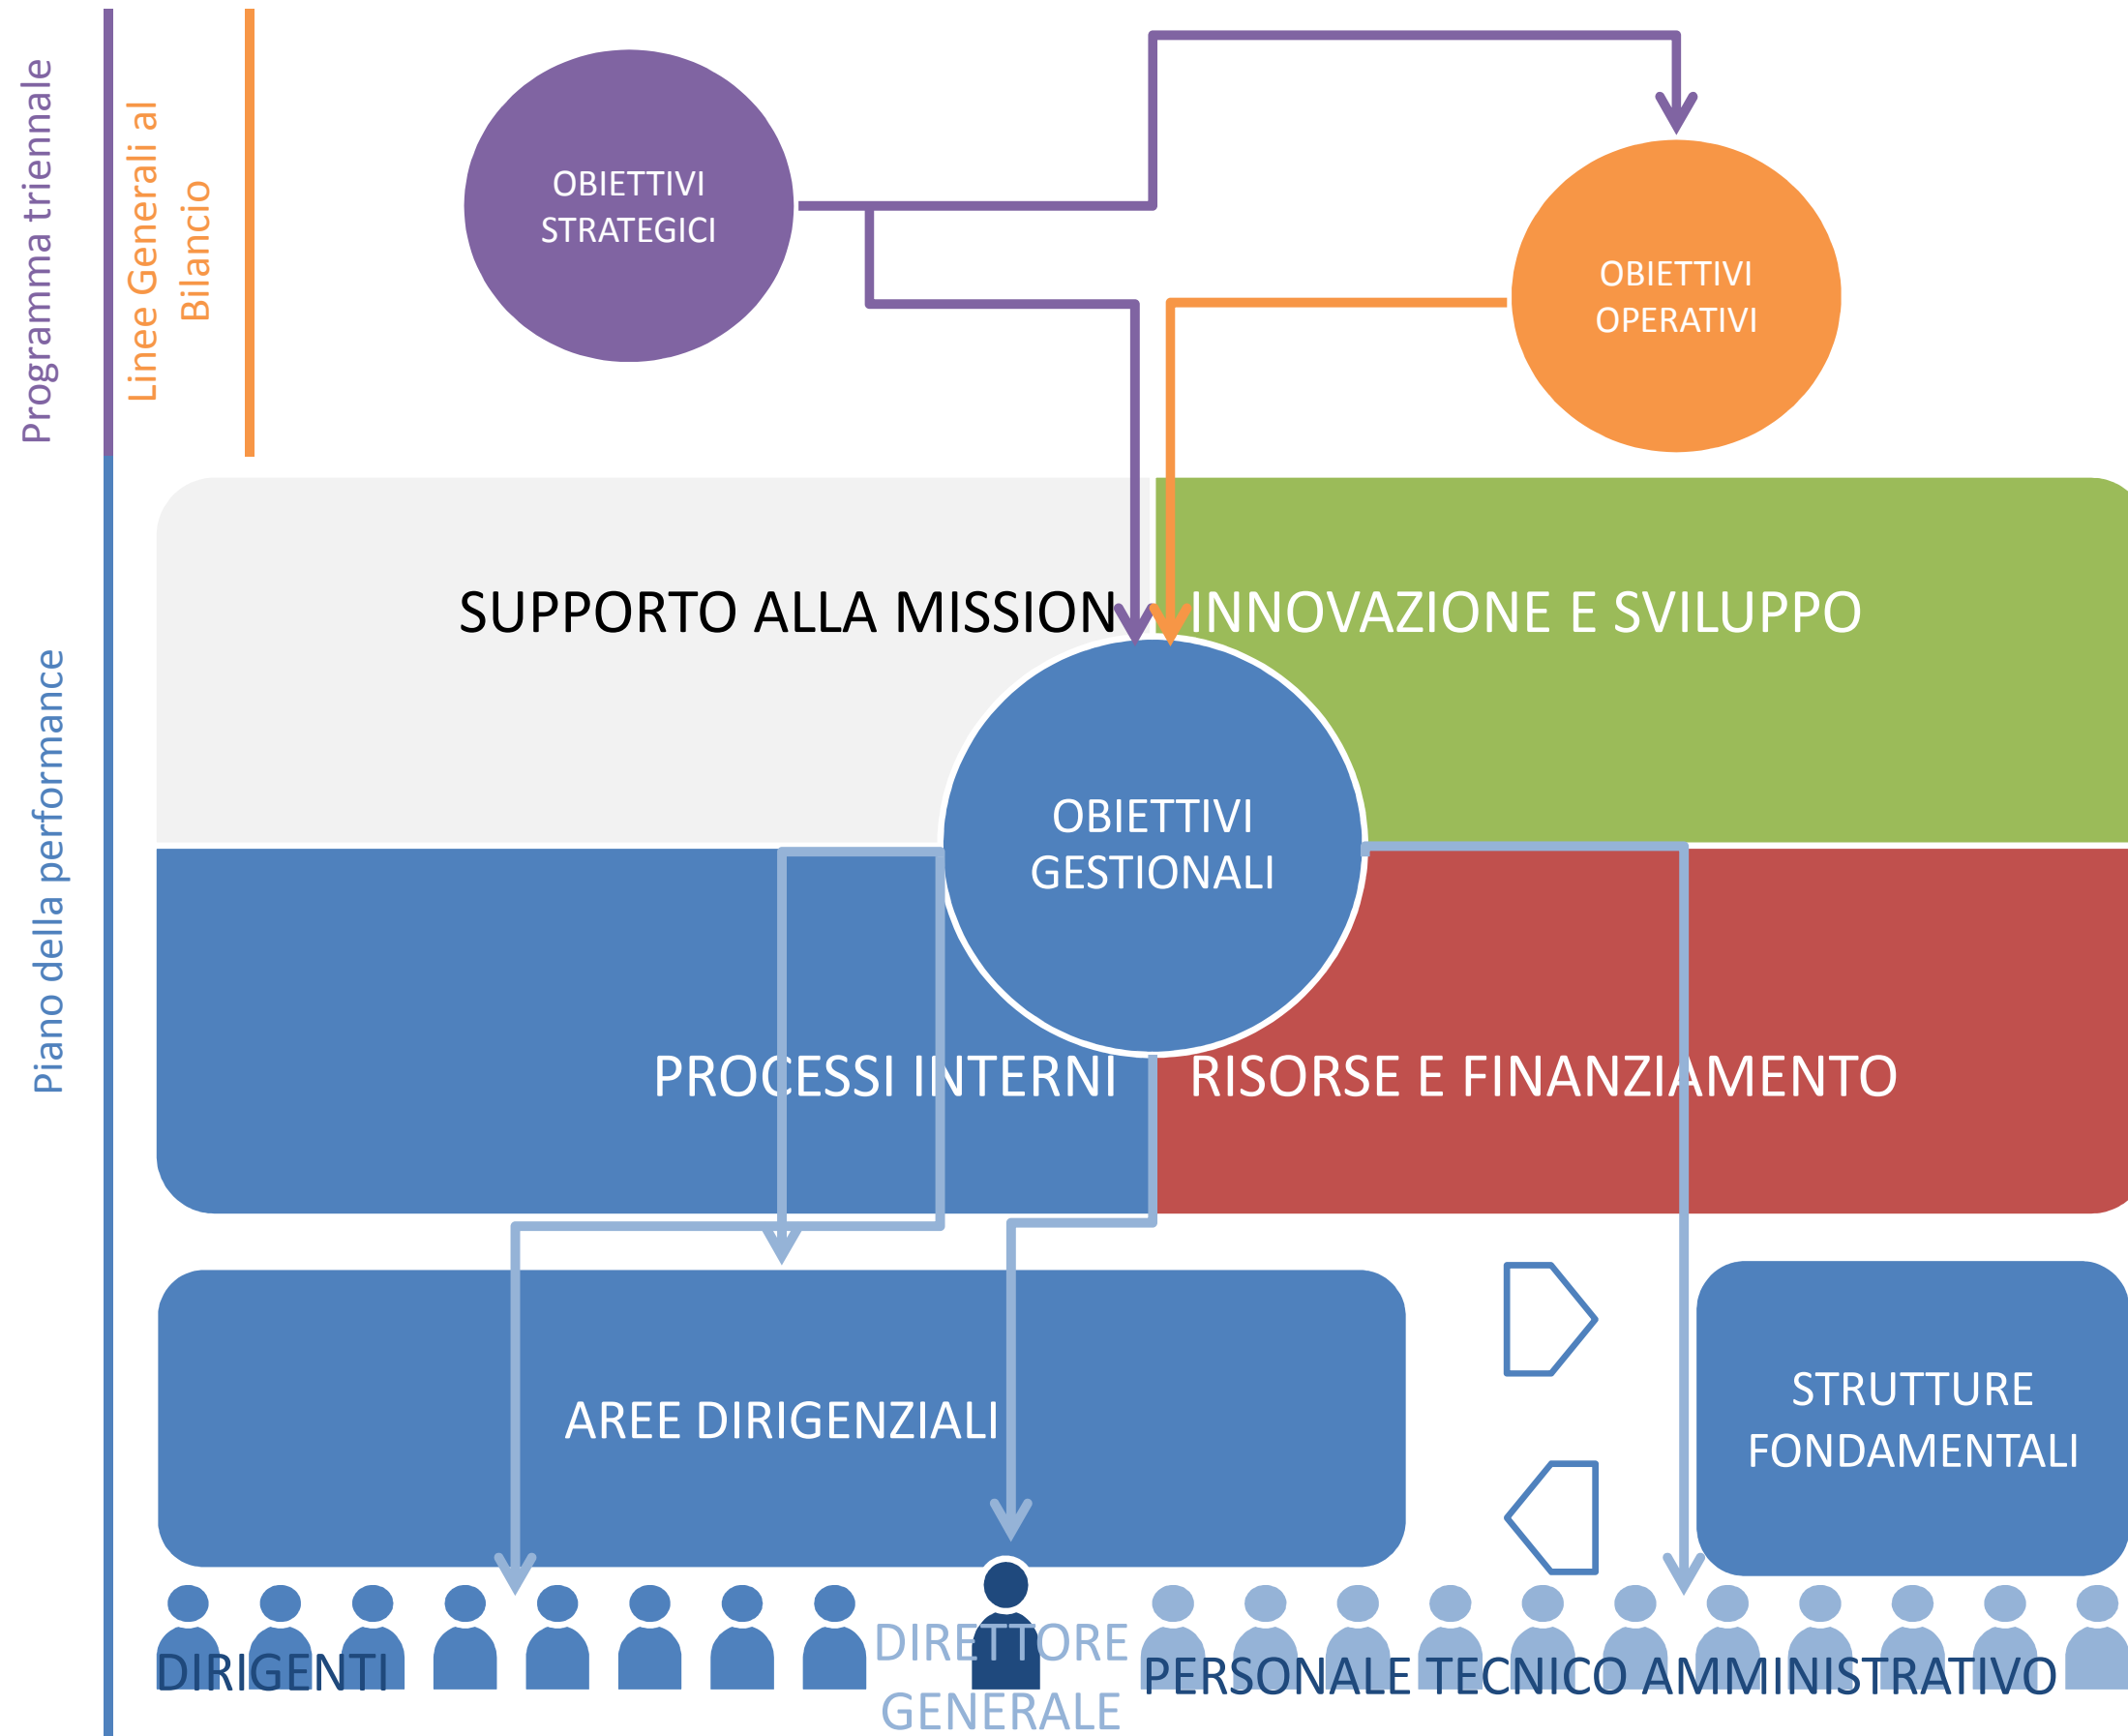 Programma triennale
Linee Generali al
Bilancio
OBIETTIVI
STRATEGICI
OBIETTIVI
OPERATIVI
Piano della performance
SUPPORTO ALLA MISSION
INNOVAZIONE E SVILUPPO
OBIETTIVI
GESTIONALI
PROCESSI INTERNI
RISORSE E FINANZIAMENTO
AREE DIRIGENZIALI
STRUTTURE
FONDAMENTALI
DIRIGENTI
DIRETTORE
GENERALE
PERSONALE TECNICO AMMINISTRATIVO